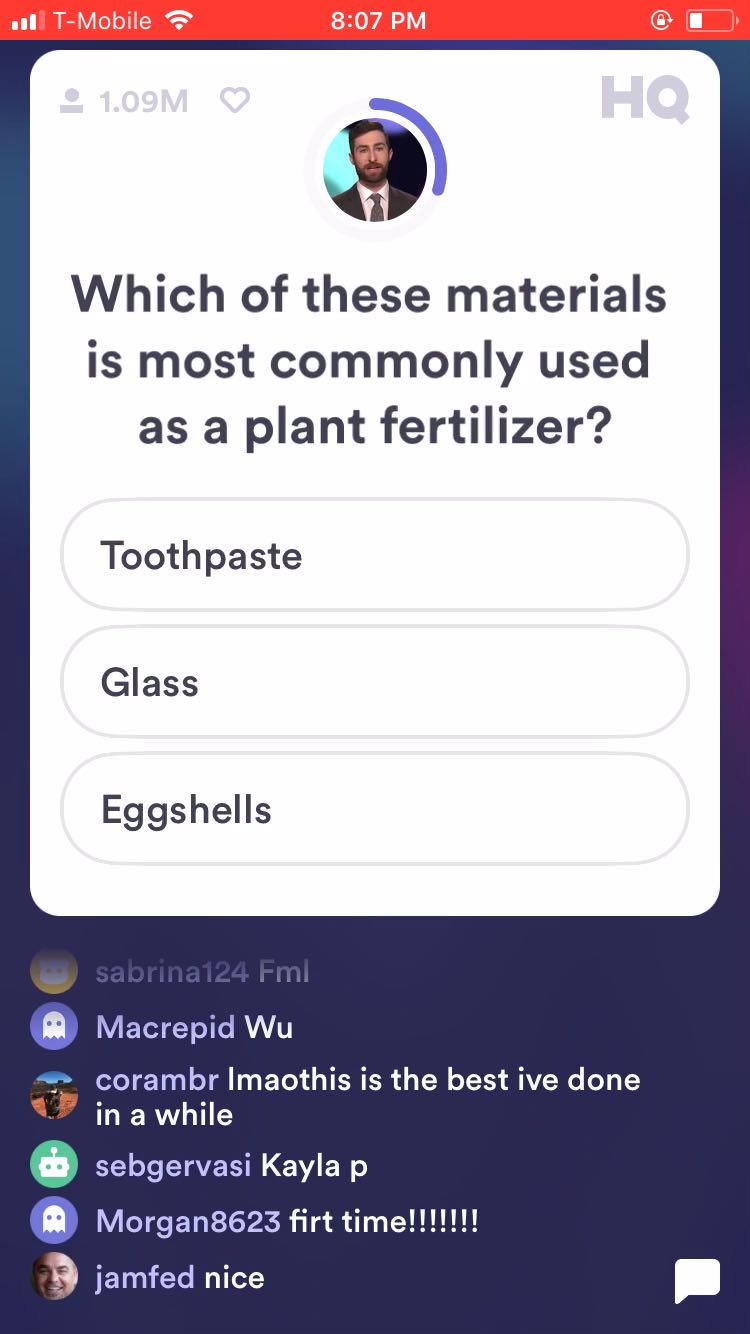 T-Mobile 8:07 PM
1.09M HQ
Which of these materials
is most commonly used
as a plant fertilizer?
Toothpaste
Glass
Eggshells
sabrina124 Fml
Macrepid Wu
corambr lmaothis is the best ive done
in a while
sebgervasi Kayla p
Morgan8623 firt time!!!!!!!
jamfed nice